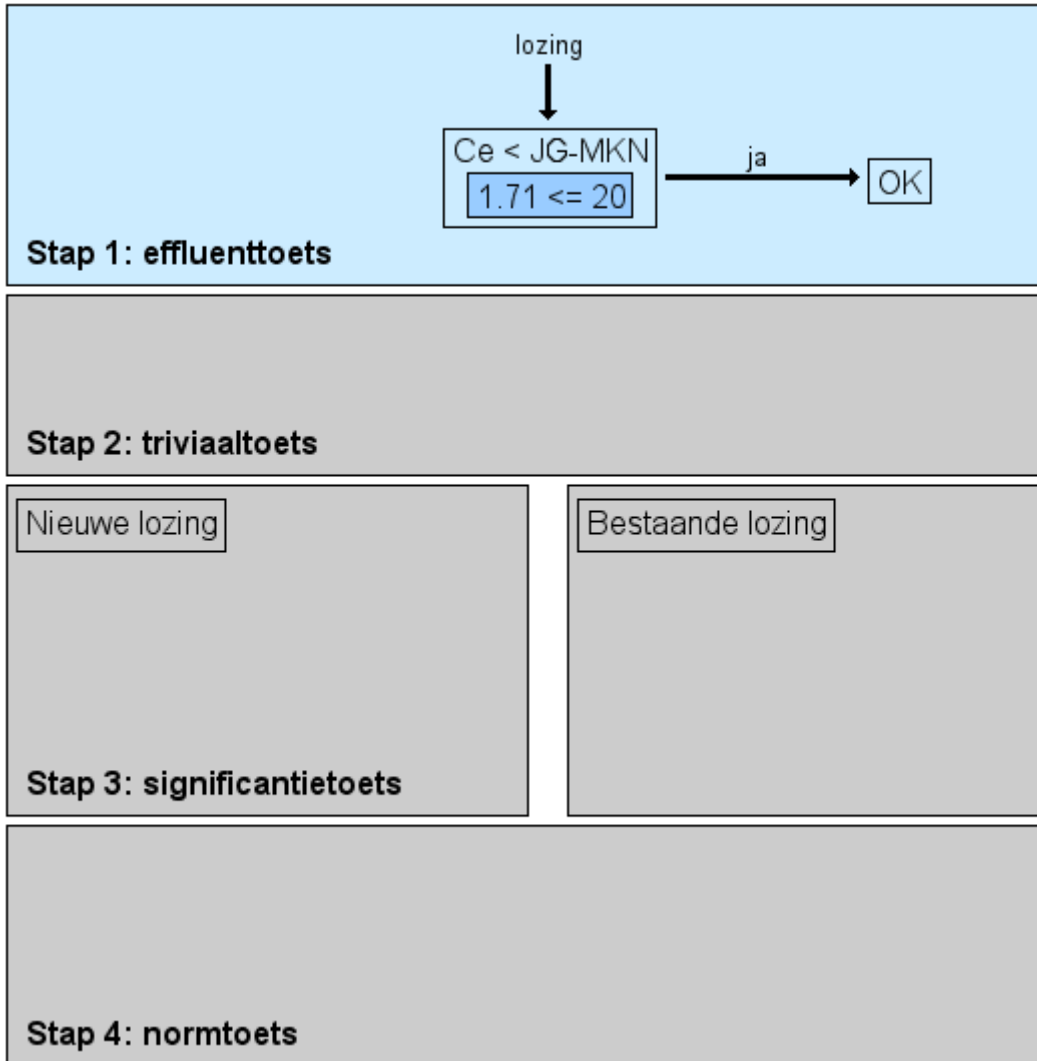 lozing
Ce < JG-MKN
ja
OK
1.71 <= 20
Stap 1: effluenttoets
Stap 2: triviaaltoets
Nieuwe lozing
Bestaande lozing
Stap 3: significantietoets
Stap 4: normtoets